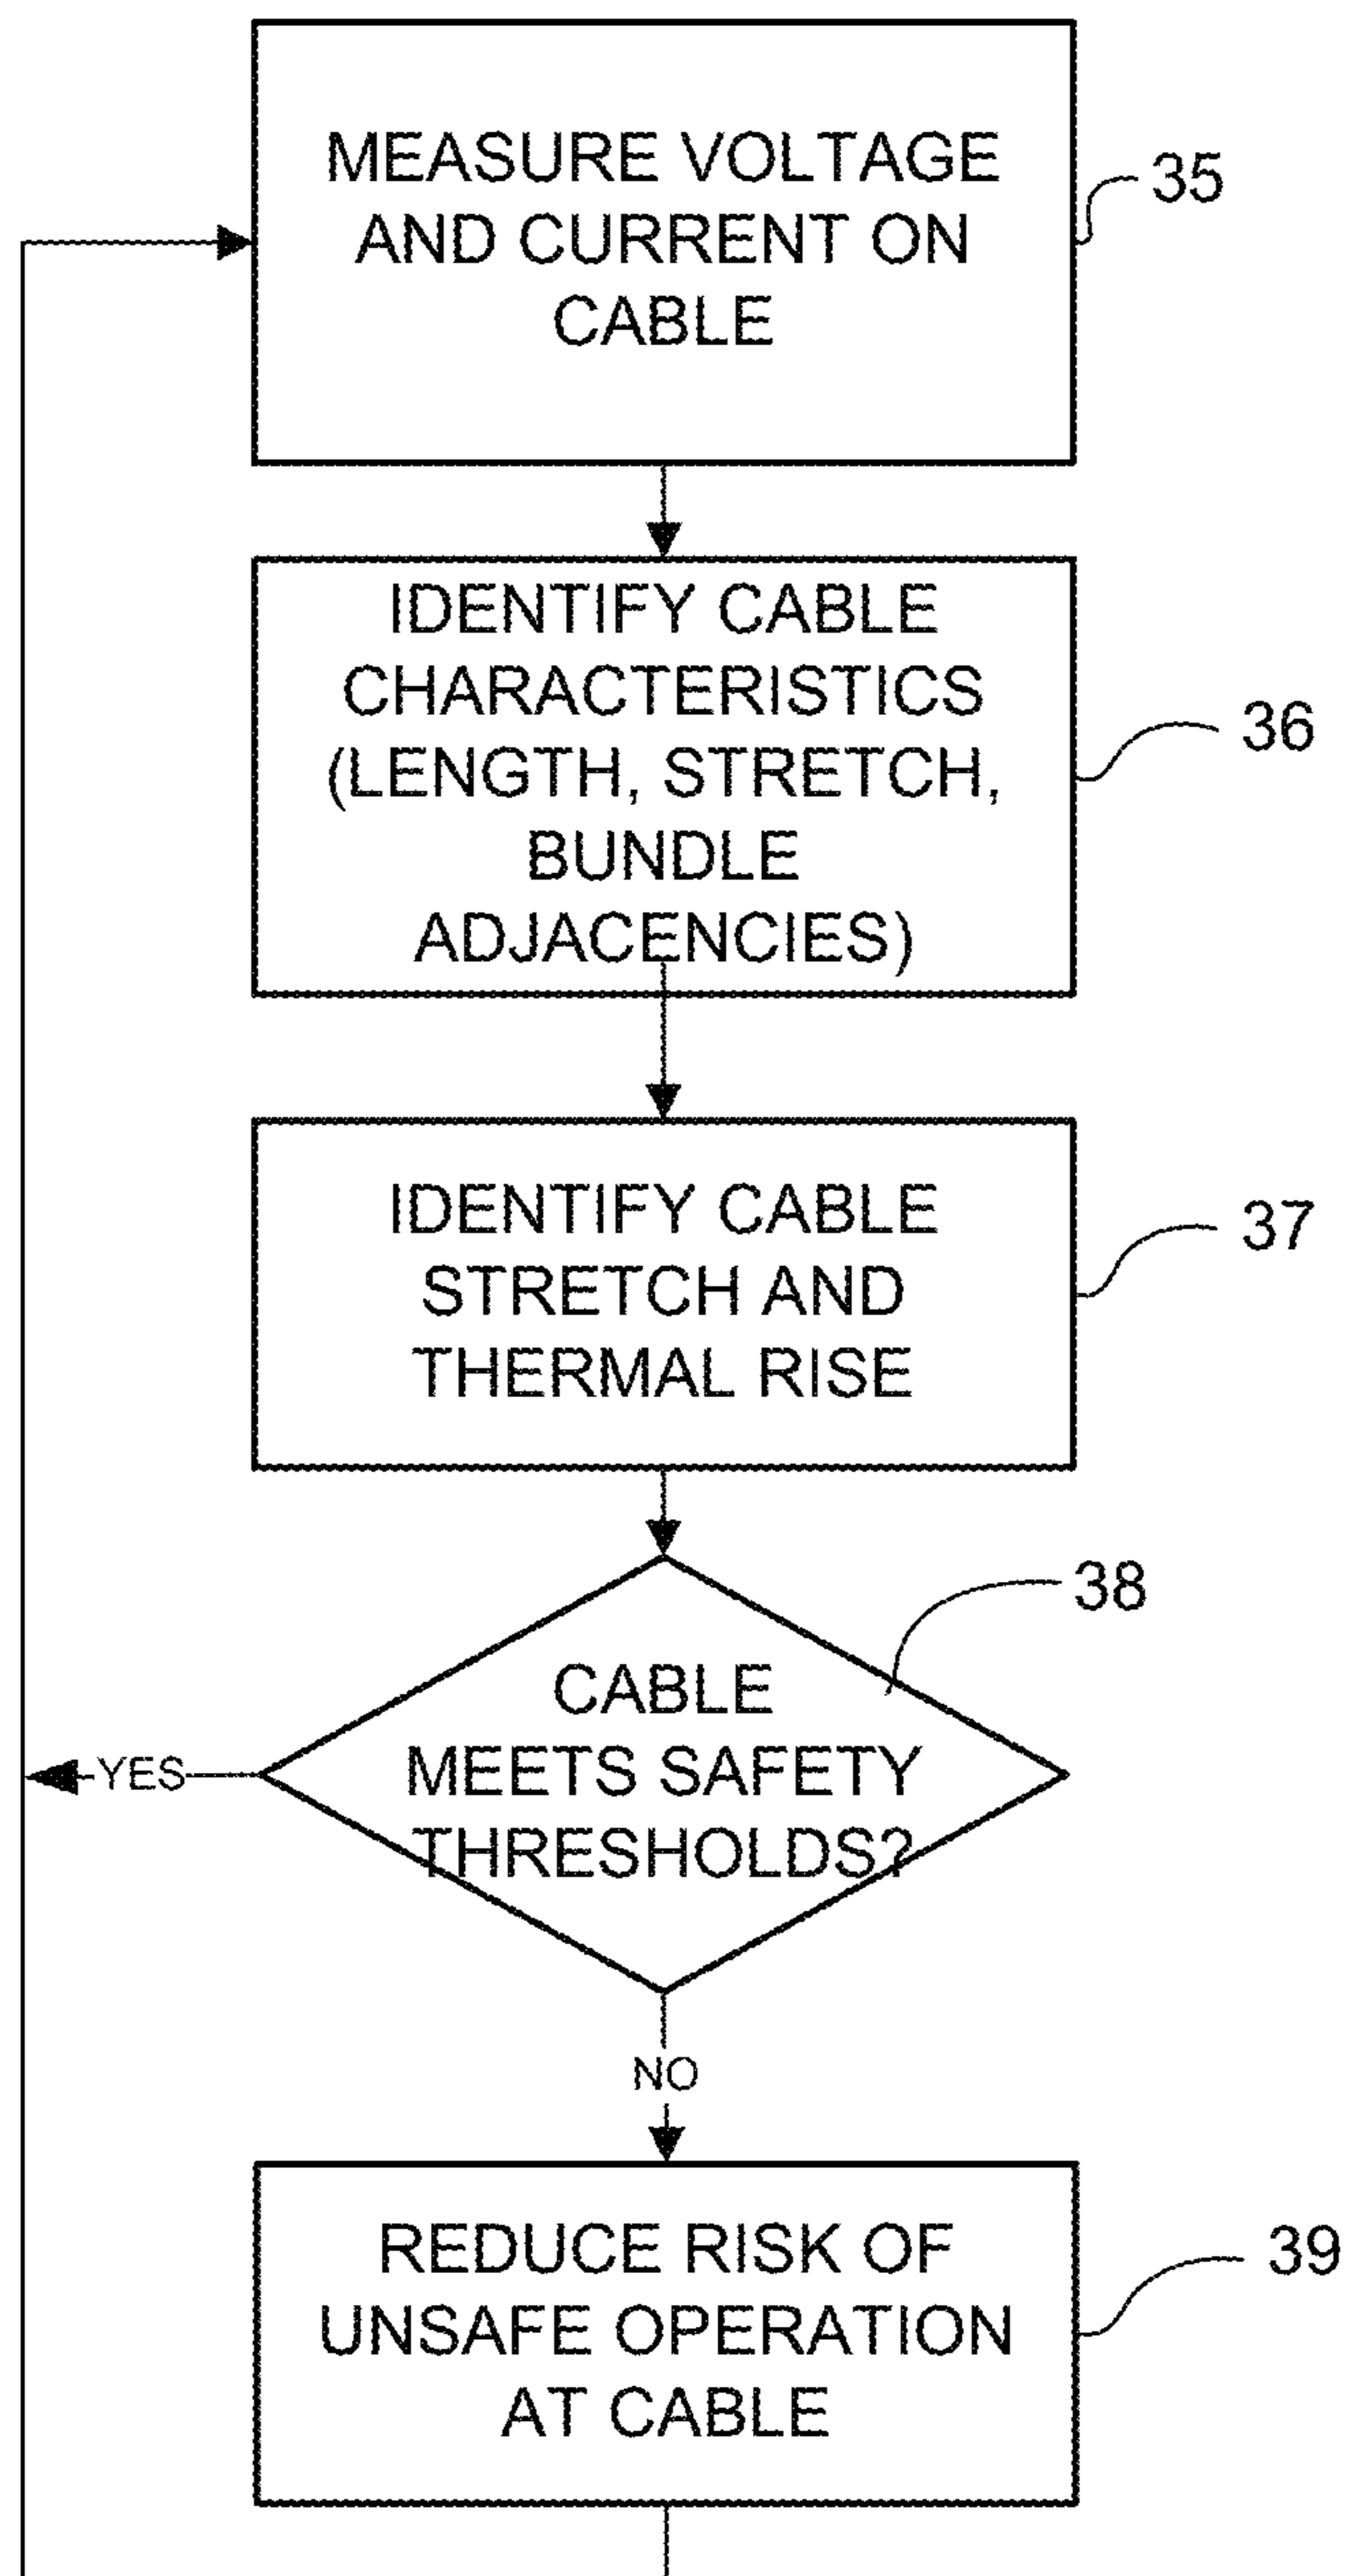 MEASURE VOLTAGE
AND CURRENT ON
CABLE
35
IDENTIFY CABLE
CHARACTERISTICS
(LENGTH, STRETCH,
BUNDLE
ADJACENCIES)
36
IDENTIFY CABLE
STRETCH AND
THERMAL RISE
37
38
CABLE
MEETS SAFETY
THRESHOLDS?
YES
NO
REDUCE RISK OF
UNSAFE OPERATION
AT CABLE
39